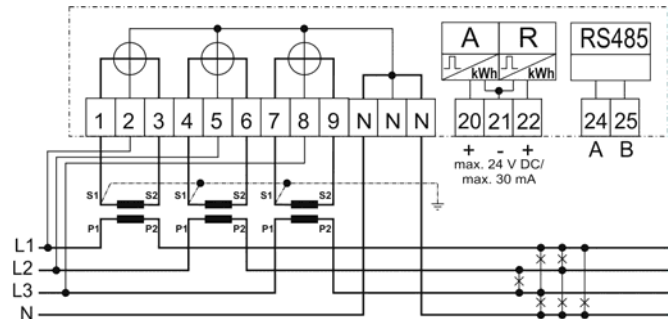 A R RS485
kWh kWh
1 2 3 4 5 6 7 8 9 N N N 20 21 22 24 25
+ - + A B
max. 24 V DC/
max. 30 mA
S1 S2 S1 S2 S1 S2
P1 P2 P1 P2 P1 P2
L1
L2
L3
N